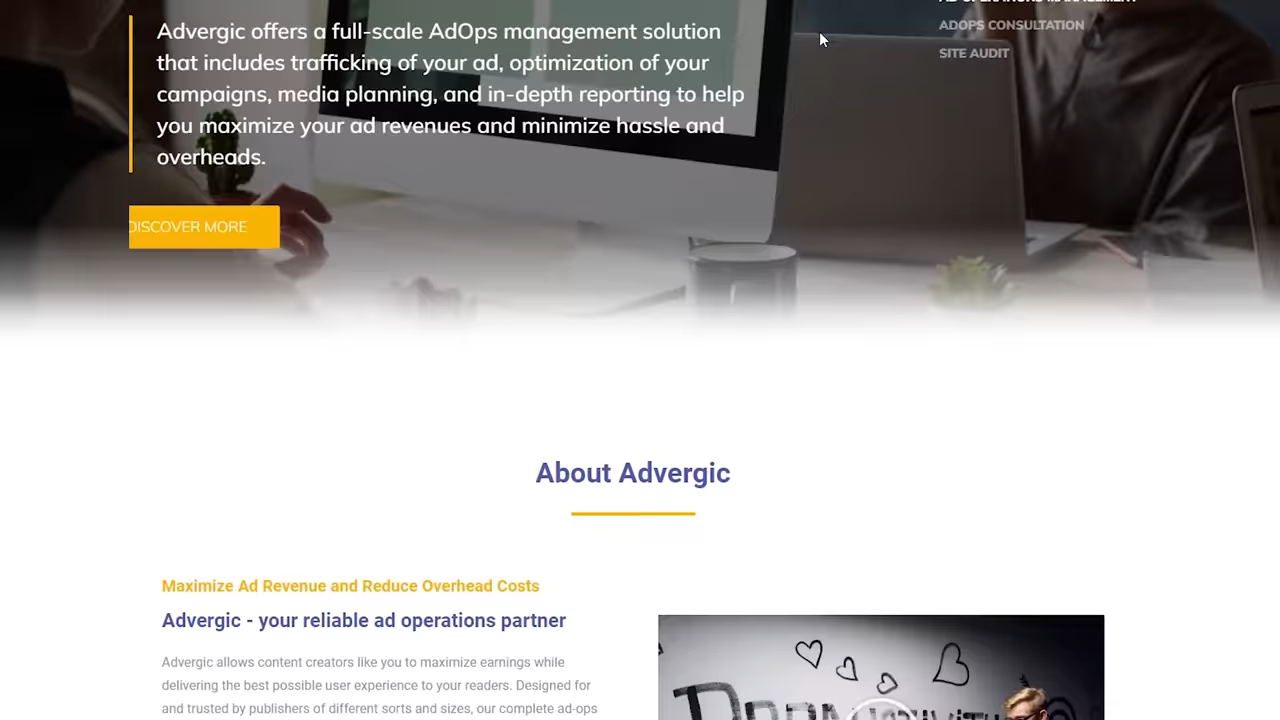 AD OPERATIONS MANAGEMENT
ADOPS CONSULTATION
SITE AUDIT
Advergic offers a full-scale AdOps management solution
that includes trafficking of your ad, optimization of your
campaigns, media planning, and in-depth reporting to help
you maximize your ad revenues and minimize hassle and
overheads.
DISCOVER MORE
About Advergic
Maximize Ad Revenue and Reduce Overhead Costs
Advergic - your reliable ad operations partner
Advergic allows content creators like you to maximize earnings while
delivering the best possible user experience to your readers. Designed for
and trusted by publishers of different sorts and sizes, our complete ad-ops